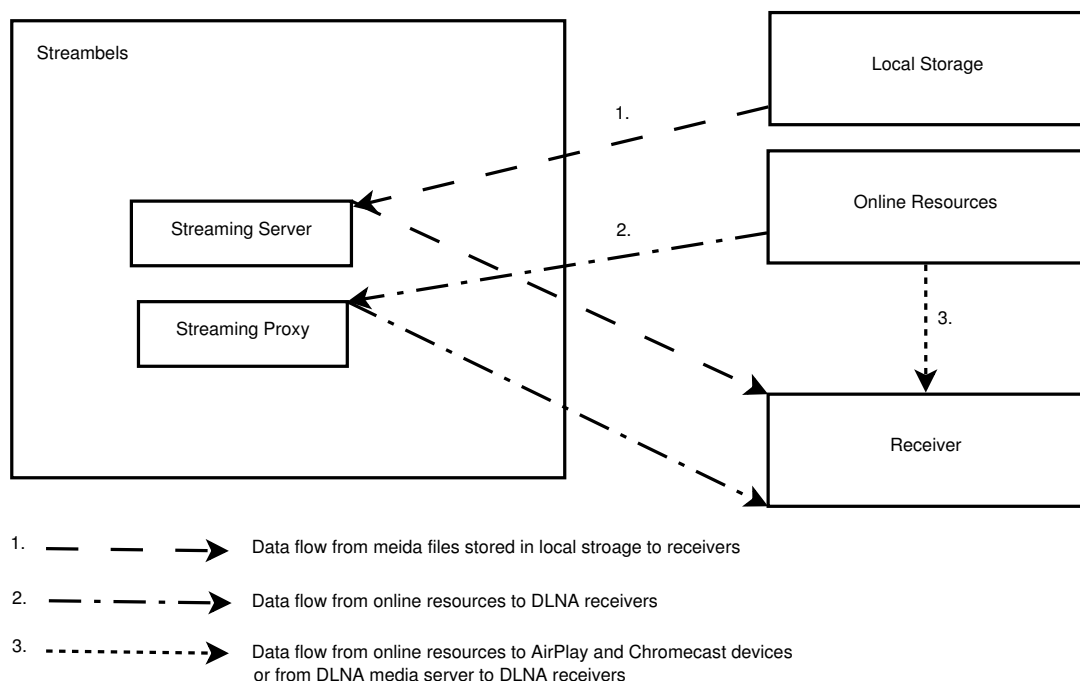 Streambels
Local Storage
1.
Online Resources
Streaming Server
2.
Streaming Proxy
3.
Receiver
1. Data flow from meida files stored in local stroage to receivers
2. Data flow from online resources to DLNA receivers
3. Data flow from online resources to AirPlay and Chromecast devices
or from DLNA media server to DLNA receivers